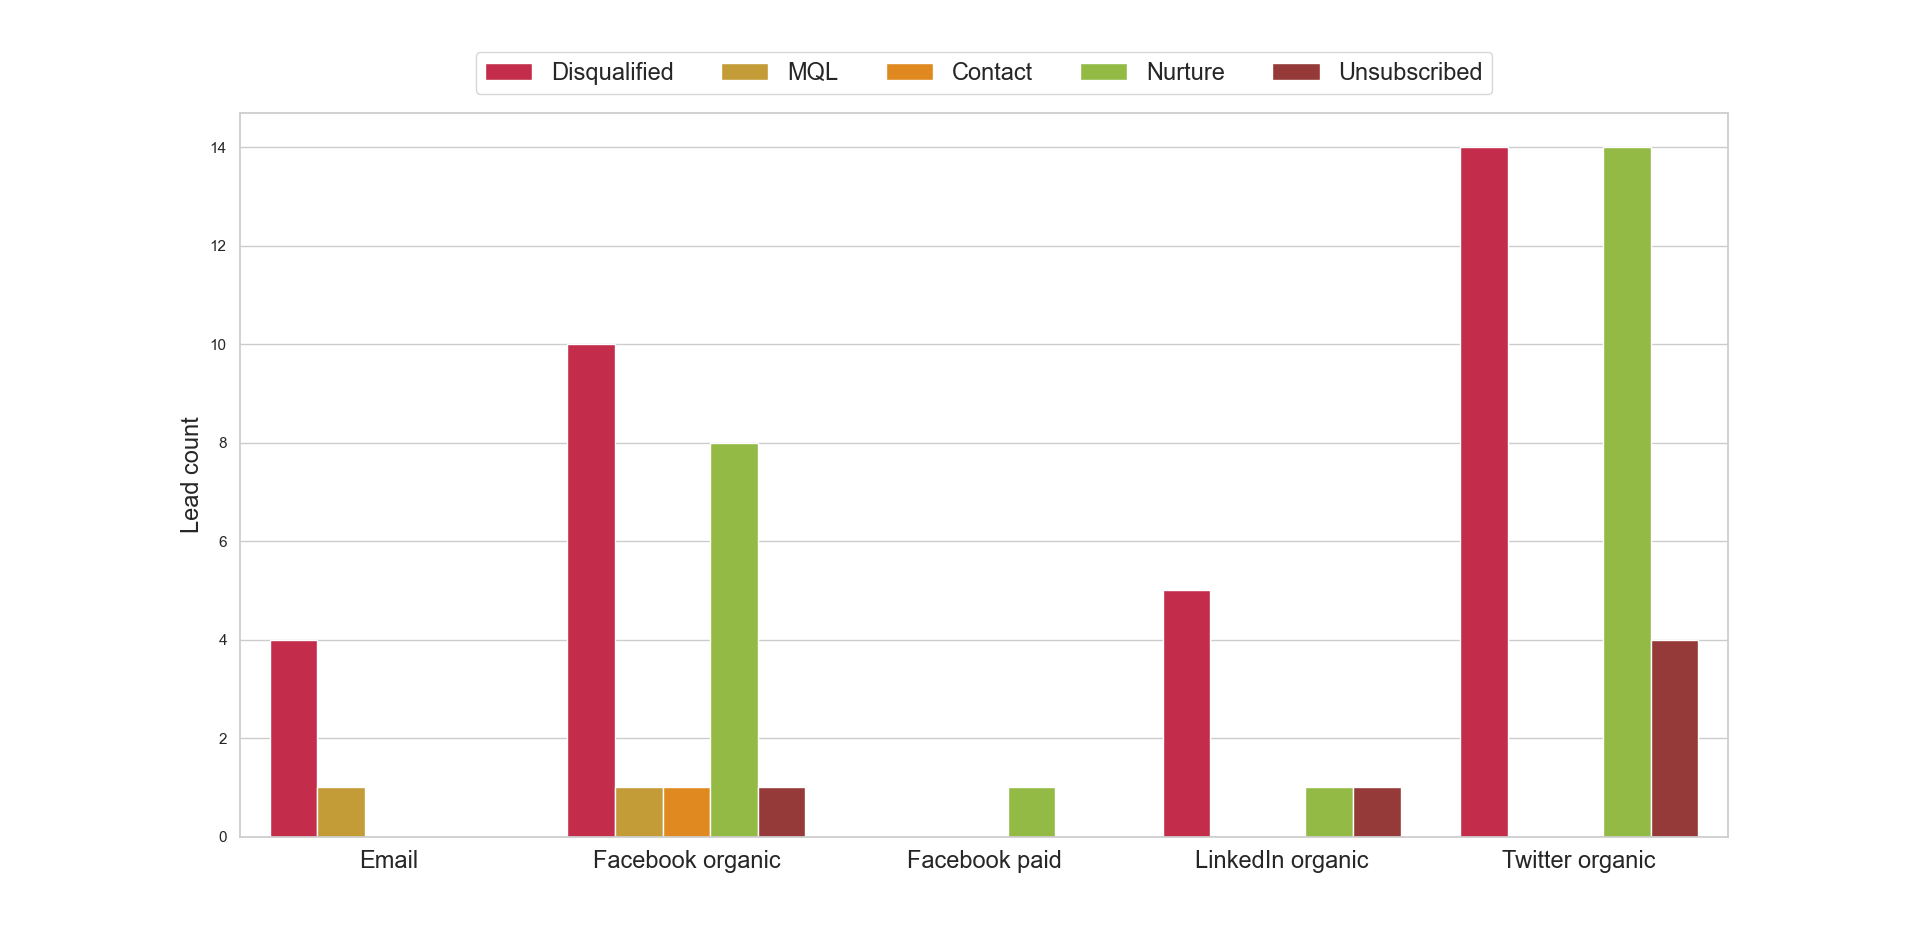 Disqualified MQL Contact Nurture Unsubscribed
14
12
10
8
6
4
2
0
Lead count
Email Facebook organic Facebook paid LinkedIn organic Twitter organic